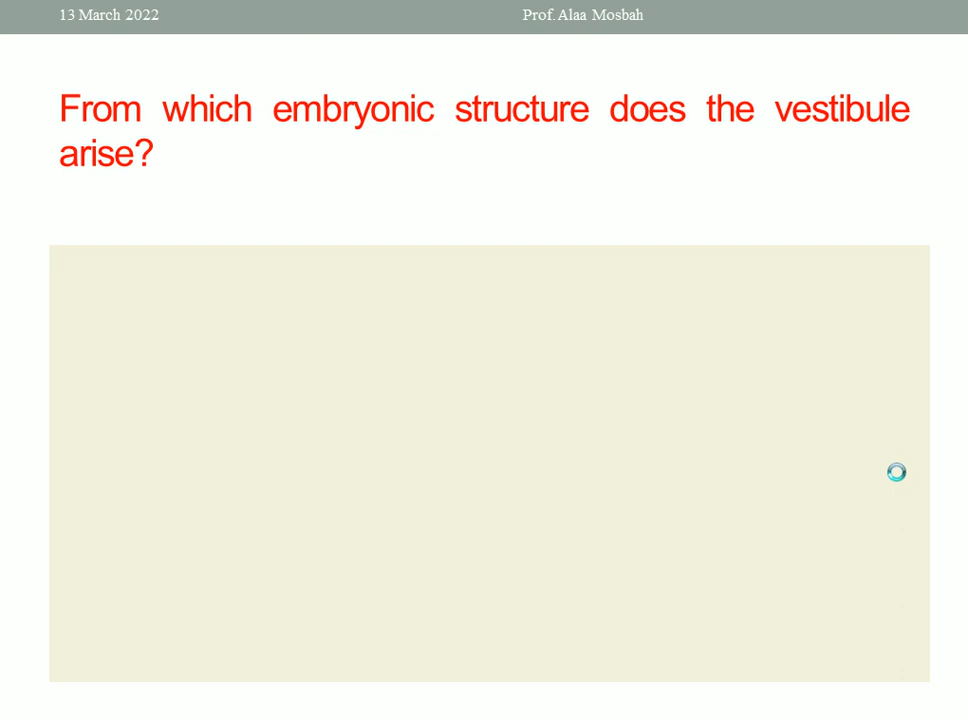 13 March 2022 Prof. Alaa Mosbah
From which embryonic structure does the vestibule
arise?